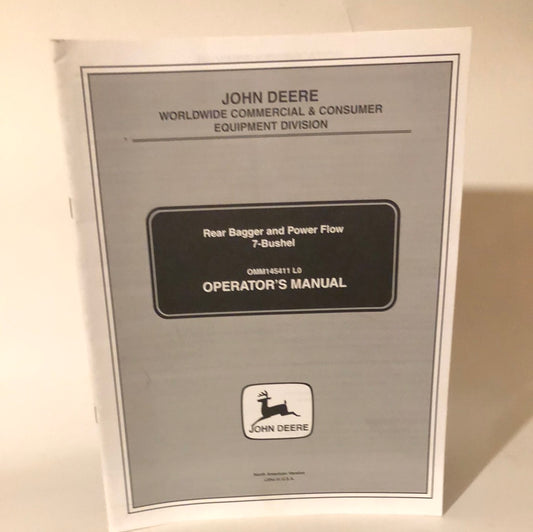 JOHN DEERE
WORLDWIDE COMMERCIAL & CONSUMER
EQUIPMENT DIVISION
Rear Bagger and Power Flow
7-Bushel
OMM145411 L0
OPERATOR'S MANUAL
JOHN DEERE
North American Version
Litho in U.S.A.